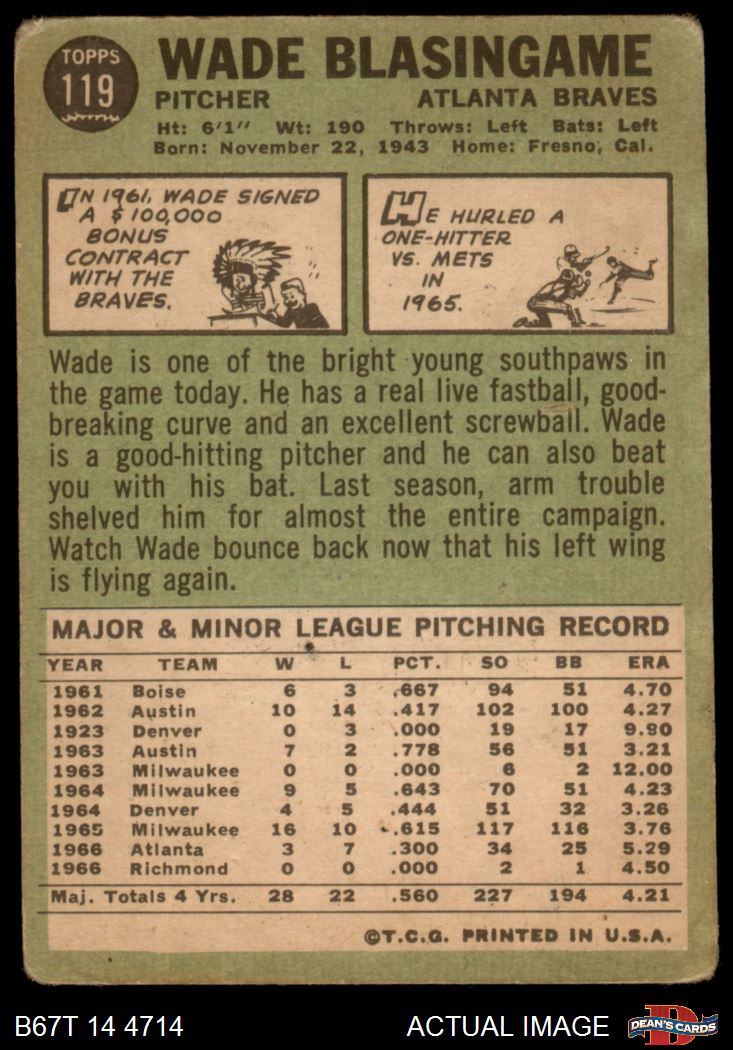 TOPPS
119
WADE BLASINGAME
PITCHER ATLANTA BRAVES
Ht: 6'1" Wt: 190 Throws: Left Bats: Left
Born: November 22, 1943 Home: Fresno, Cal.
IN 1961, WADE SIGNED
A $100,000
BONUS
CONTRACT
WITH THE
BRAVES.
HE HURLED A
ONE-HITTER
VS. METS
IN
1965.
Wade is one of the bright young southpaws in
the game today. He has a real live fastball, good-
breaking curve and an excellent screwball. Wade
is a good-hitting pitcher and he can also beat
you with his bat. Last season, arm trouble
shelved him for almost the entire campaign.
Watch Wade bounce back now that his left wing
is flying again.
MAJOR & MINOR LEAGUE PITCHING RECORD
YEAR TEAM W L PCT. SO BB ERA
1961 Boise 6 3 .667 94 51 4.70
1962 Austin 10 14 .417 102 100 4.27
1923 Denver 0 3 .000 19 17 9.90
1963 Austin 7 2 .778 56 51 3.21
1963 Milwaukee 0 0 .000 6 2 12.00
1964 Milwaukee 9 5 .643 70 51 4.23
1964 Denver 4 5 .444 51 32 3.26
1965 Milwaukee 16 10 .615 117 116 3.76
1966 Atlanta 3 7 .300 34 25 5.29
1966 Richmond 0 0 .000 2 1 4.50
Maj. Totals 4 Yrs. 28 22 .560 227 194 4.21
©T.C.G. PRINTED IN U.S.A.
B67T 14 4714 ACTUAL IMAGE
D
DEAN'S CARDS